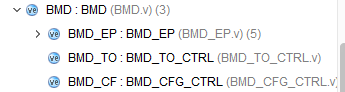 BMD : BMD (BMD.v) (3)
BMD_EP : BMD_EP (BMD_EP.v) (5)
BMD_TO : BMD_TO_CTRL (BMD_TO_CTRL.v)
BMD_CF : BMD_CFG_CTRL (BMD_CFG_CTRL.v)